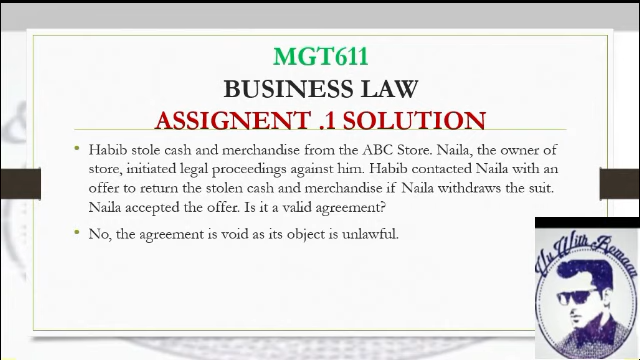 MGT611
BUSINESS LAW
ASSIGNENT .1 SOLUTION
• Habib stole cash and merchandise from the ABC Store. Naila, the owner of
store, initiated legal proceedings against him. Habib contacted Naila with an
offer to return the stolen cash and merchandise if Naila withdraws the suit.
Naila accepted the offer. Is it a valid agreement?
• No, the agreement is void as its object is unlawful.
Vu With Romaan